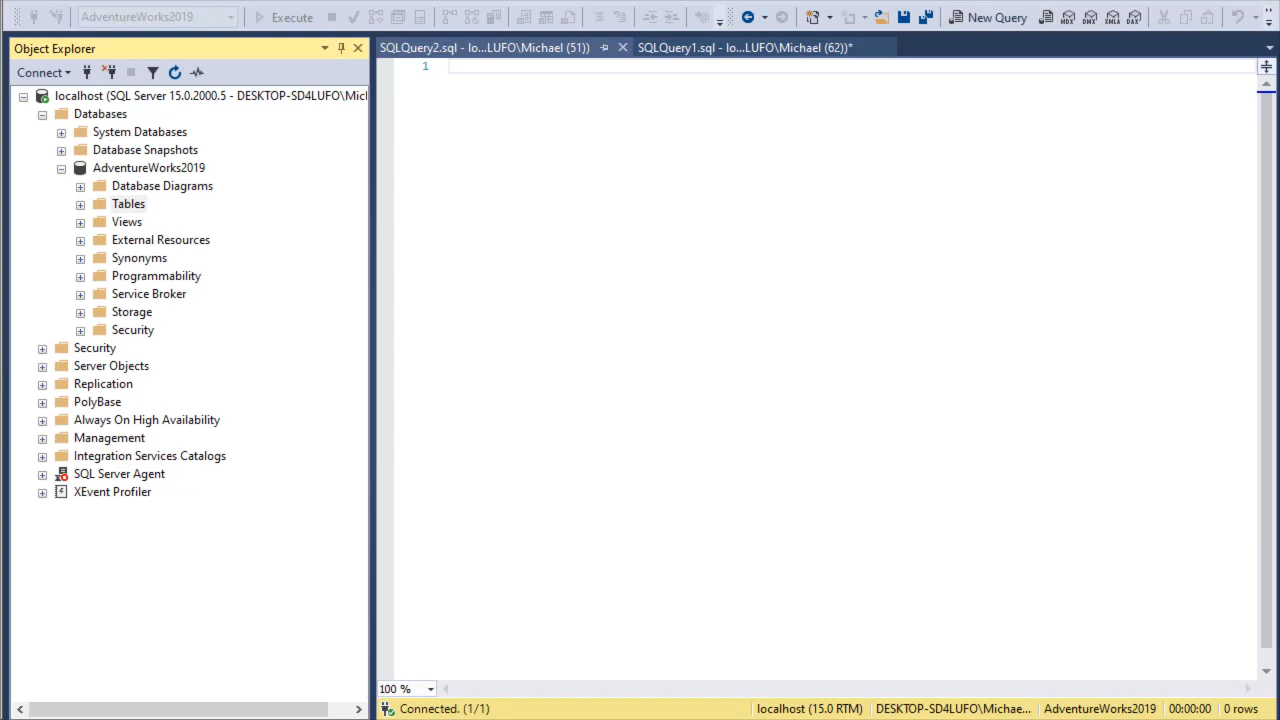 AdventureWorks2019
Execute
New Query
MDX
DMX
XMLA
DAX
Object Explorer
SQLQuery2.sql - lo...LUFO\Michael (51))
SQLQuery1.sql - lo...LUFO\Michael (62))*
Connect
1
localhost (SQL Server 15.0.2000.5 - DESKTOP-SD4LUFO\Mic
Databases
System Databases
Database Snapshots
AdventureWorks2019
Database Diagrams
Tables
Views
External Resources
Synonyms
Programmability
Service Broker
Storage
Security
Security
Server Objects
Replication
PolyBase
Always On High Availability
Management
Integration Services Catalogs
SQL Server Agent
XEvent Profiler
100 %
Connected. (1/1)
localhost (15.0 RTM)
DESKTOP-SD4LUFO\Michae...
AdventureWorks2019
00:00:00
0 rows